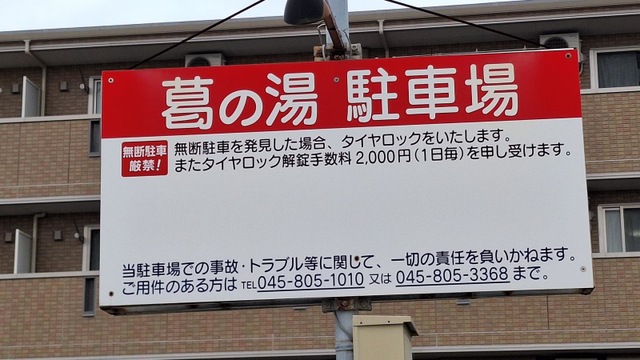 葛の湯 駐車場
無断駐車
厳禁!
無断駐車を発見した場合、タイヤロックをいたします。
またタイヤロック解錠手数料2,000円(1日毎)を申し受けます。
当駐車場での事故・トラブル等に関して、一切の責任を負いかねます。
ご用件のある方は TEL045-805-1010 又は 045-805-3368 まで。